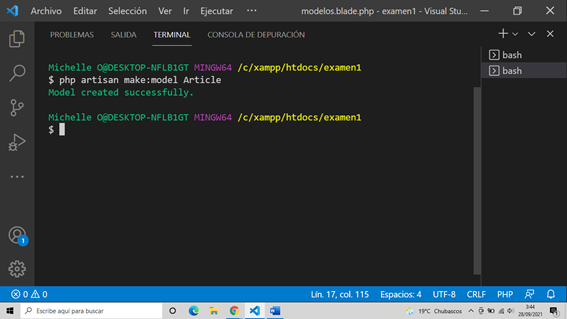 Archivo Editar Selección Ver Ir Ejecutar ··· modelos.blade.php - examen1 - Visual Stu...
PROBLEMAS SALIDA TERMINAL CONSOLA DE DEPURACIÓN
bash
bash
Michelle O@DESKTOP-NFLB1GT MINGW64 /c/xampp/htdocs/examen1
$ php artisan make:model Article
Model created successfully.
Michelle O@DESKTOP-NFLB1GT MINGW64 /c/xampp/htdocs/examen1
$
1
0 0 Lín. 17, col. 115 Espacios: 4 UTF-8 CRLF PHP
Escribe aquí para buscar 19°C Chubascos 3:44
28/09/2021